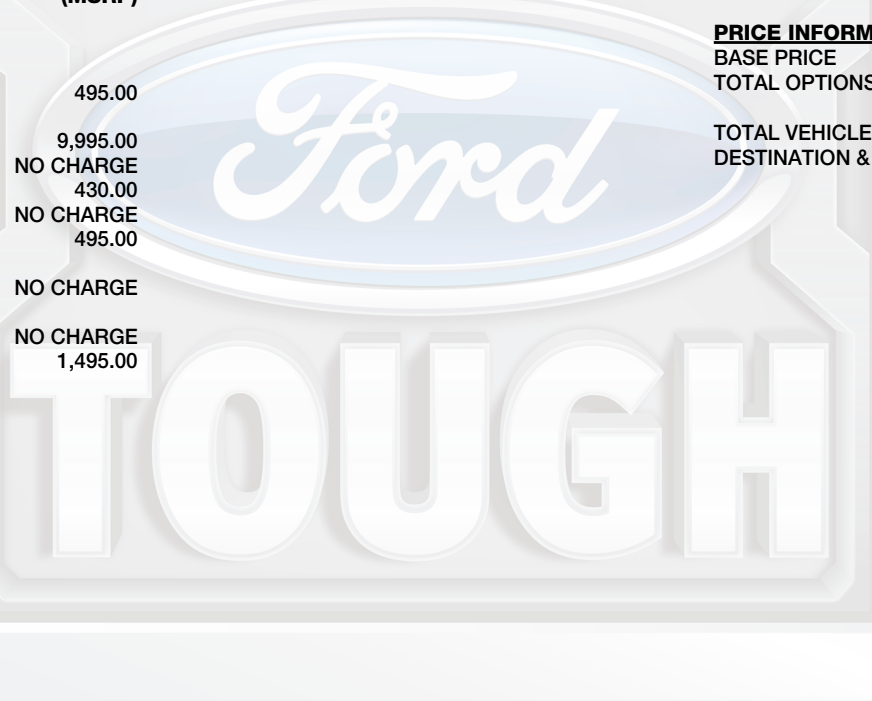 (MSRP)
495.00
9,995.00
NO CHARGE
430.00
NO CHARGE
495.00
NO CHARGE
NO CHARGE
1,495.00
PRICE INFORM
BASE PRICE
TOTAL OPTIONS
TOTAL VEHICLE
DESTINATION &
Ford
TOUGH